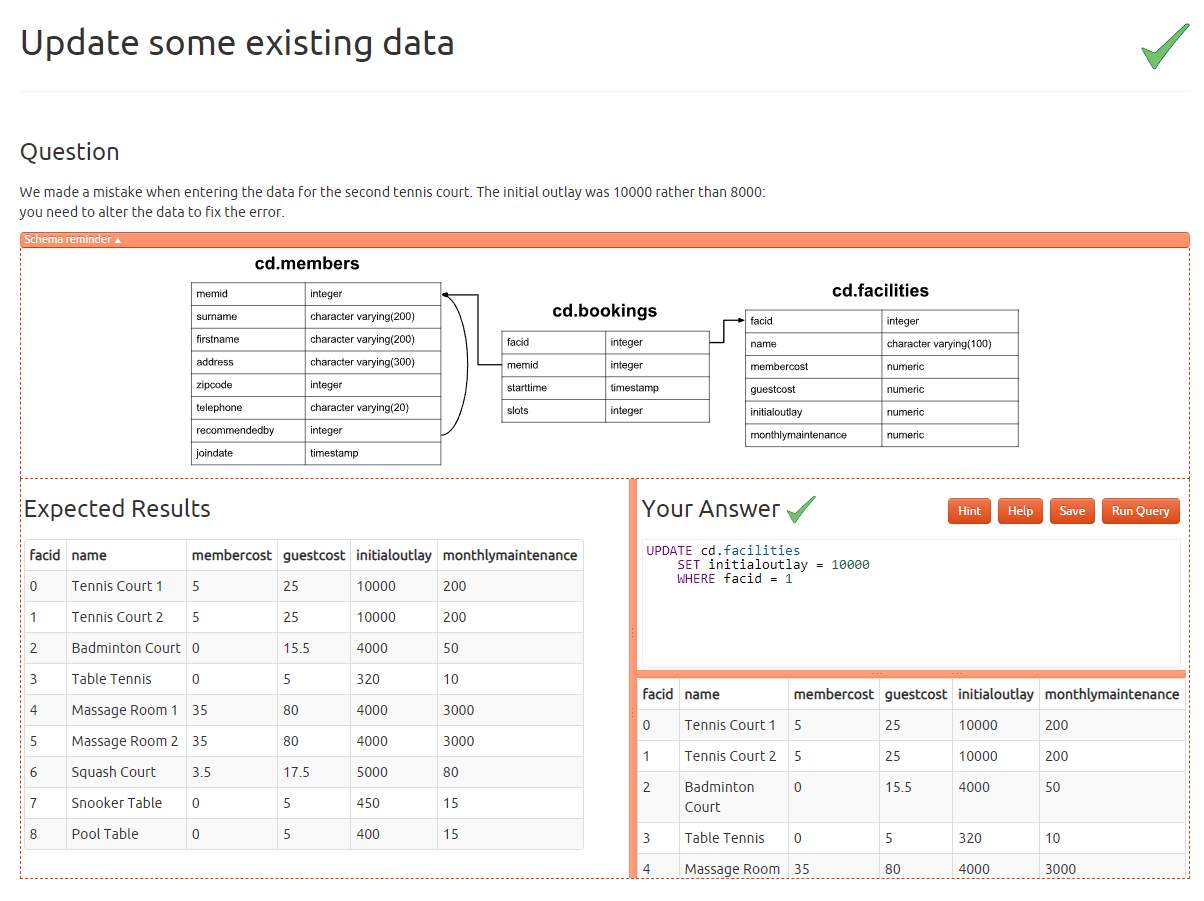 Update some existing data
Question
We made a mistake when entering the data for the second tennis court. The initial outlay was 10000 rather than 8000:
you need to alter the data to fix the error.
Schema reminder ▲
cd.members
memid integer
surname character varying(200)
firstname character varying(200)
address character varying(300)
zipcode integer
telephone character varying(20)
recommendedby integer
joindate timestamp
cd.bookings
facid integer
memid integer
starttime timestamp
slots integer
cd.facilities
facid integer
name character varying(100)
membercost numeric
guestcost numeric
initialoutlay numeric
monthlymaintenance numeric
Expected Results
facid name membercost guestcost initialoutlay monthlymaintenance
0 Tennis Court 1 5 25 10000 200
1 Tennis Court 2 5 25 10000 200
2 Badminton Court 0 15.5 4000 50
3 Table Tennis 0 5 320 10
4 Massage Room 1 35 80 4000 3000
5 Massage Room 2 35 80 4000 3000
6 Squash Court 3.5 17.5 5000 80
7 Snooker Table 0 5 450 15
8 Pool Table 0 5 400 15
Your Answer
Hint Help Save Run Query
UPDATE cd.facilities
SET initialoutlay = 10000
WHERE facid = 1
facid name membercost guestcost initialoutlay monthlymaintenance
0 Tennis Court 1 5 25 10000 200
1 Tennis Court 2 5 25 10000 200
2 Badminton Court 0 15.5 4000 50
3 Table Tennis 0 5 320 10
4 Massage Room 35 80 4000 3000